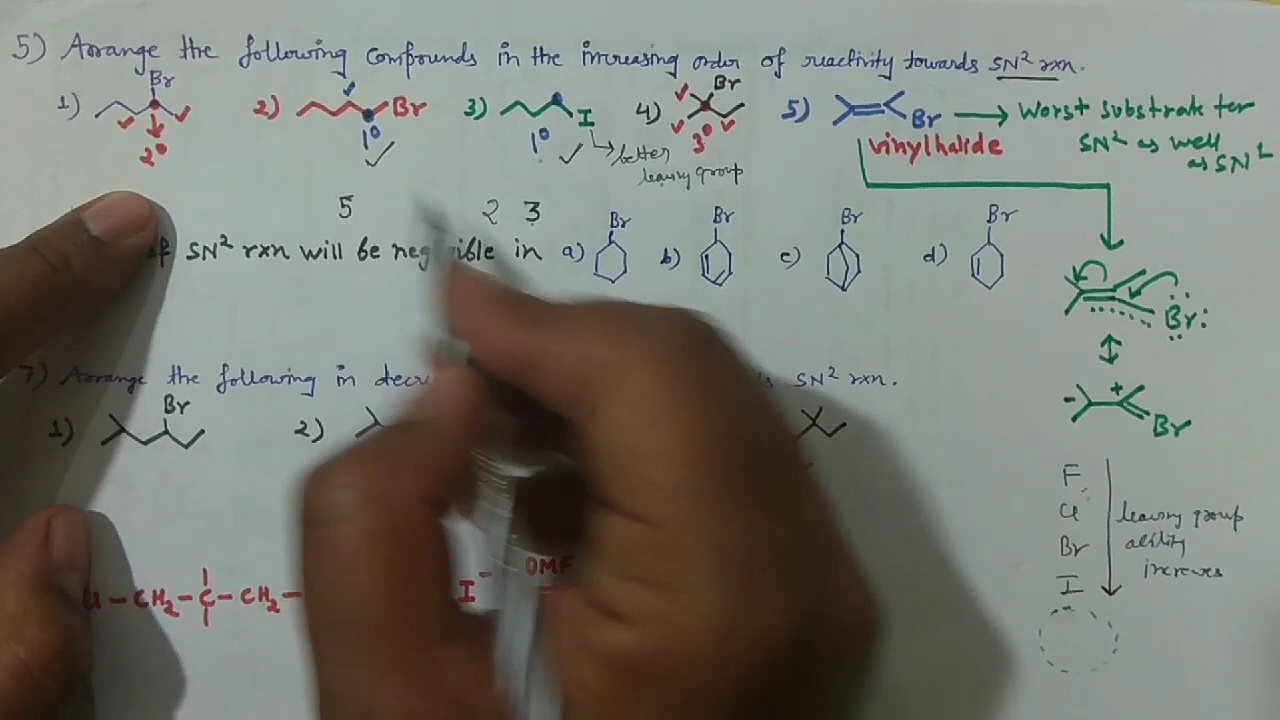 5) Arrange the following compounds in the increasing order of reactivity towards SN² rxn.
1) Br 2) Br 3) I 4) Br 5) Br → Worst substrate for
2° 1° 1° 3° vinylhalide SN² as well
→ better as SN¹
leaving group
5 2 3
of SN² rxn will be in a) Br b) Br c) Br d) Br
Br:
+
-
Br
7) Arrange the following in SN² rxn.
1) Br 2)
F
Cl leaving group
Br ability
I increases
- CH₂ - C - CH₂ - I⁻ DMF